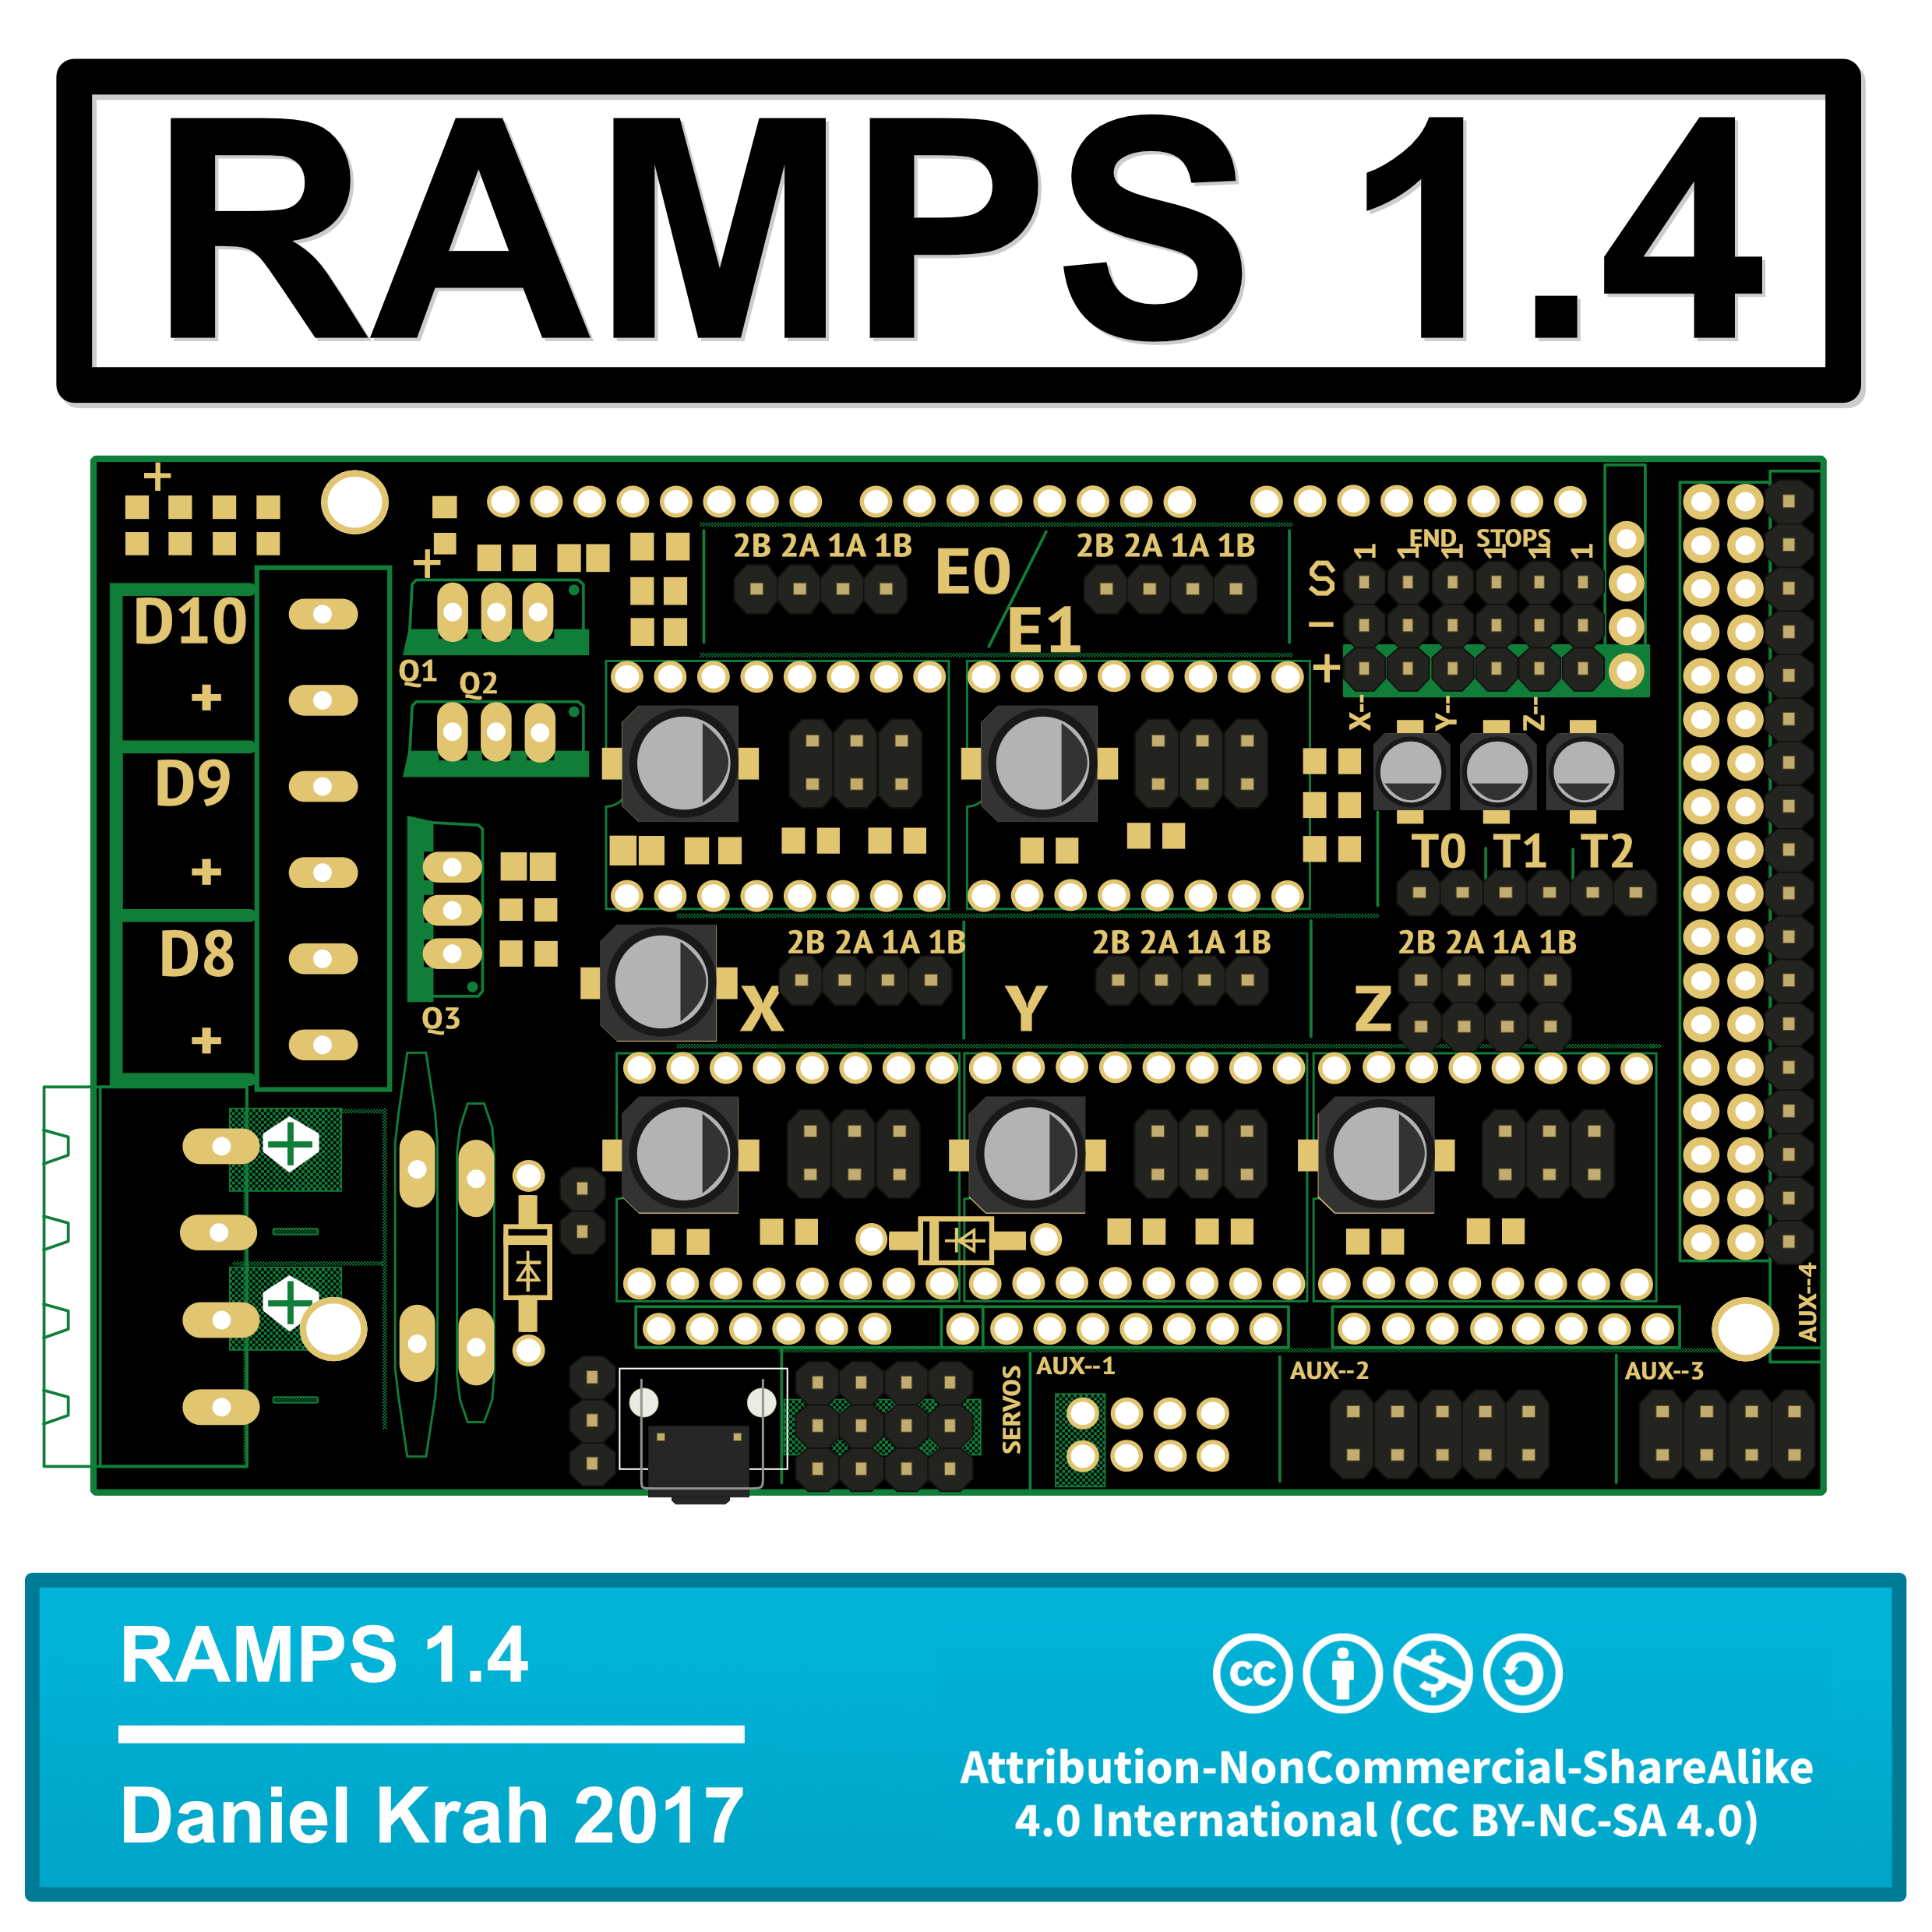 RAMPS 1.4
+
D10
+
D9
+
D8
+
+
Q1
Q2
Q3
2B 2A 1A 1B
E0
E1
2B 2A 1A 1B
END STOPS
1 1 1 1 1 1
S
−
+
X-- Y-- Z--
T0 T1 T2
X
2B 2A 1A 1B
Y
2B 2A 1A 1B
Z
2B 2A 1A 1B
SERVOS
AUX--1
AUX--2
AUX--3
AUX--4
RAMPS 1.4
Daniel Krah 2017
cc
Attribution-NonCommercial-ShareAlike
4.0 International (CC BY-NC-SA 4.0)